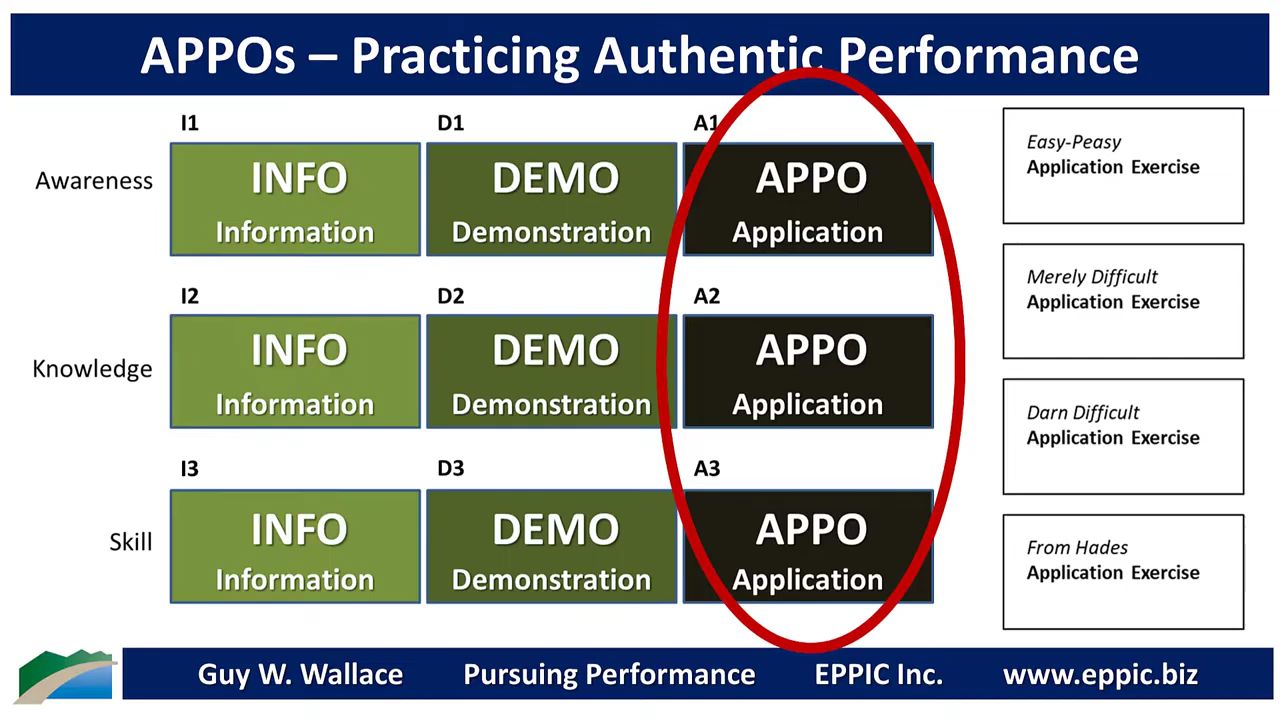 APPOs – Practicing Authentic Performance
I1
D1
A1
Awareness
INFO
Information
DEMO
Demonstration
APPO
Application
I2
D2
A2
Knowledge
INFO
Information
DEMO
Demonstration
APPO
Application
I3
D3
A3
Skill
INFO
Information
DEMO
Demonstration
APPO
Application
Easy-Peasy
Application Exercise
Merely Difficult
Application Exercise
Darn Difficult
Application Exercise
From Hades
Application Exercise
Guy W. Wallace Pursuing Performance EPPIC Inc. www.eppic.biz